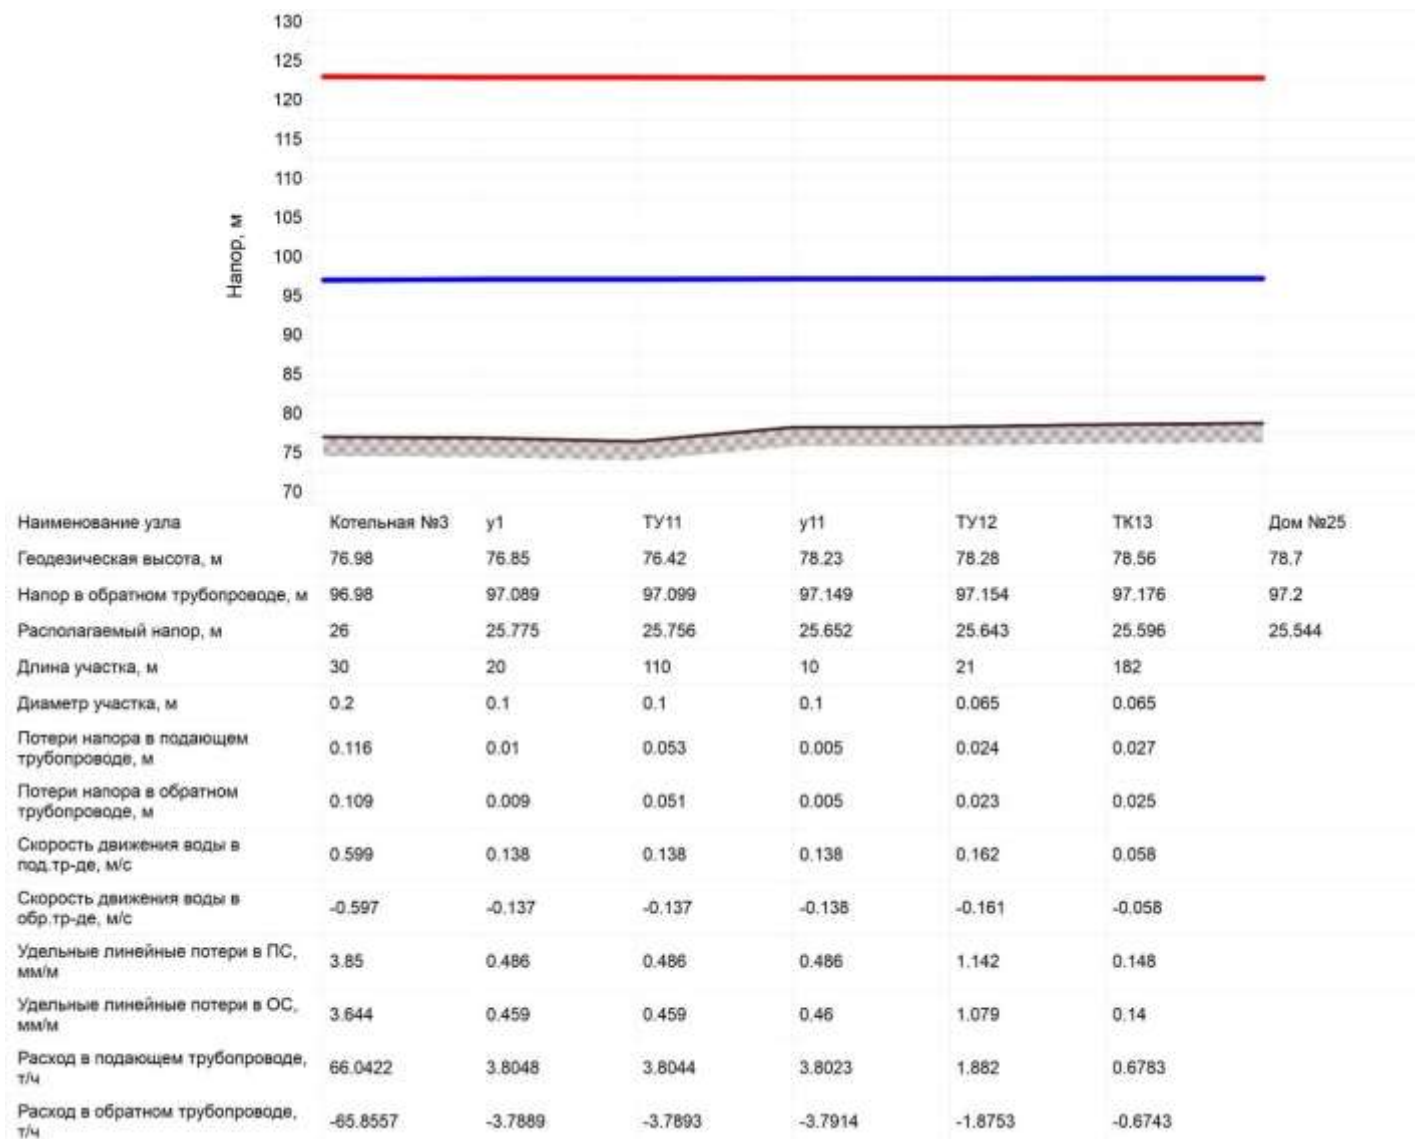 130
125
120
115
110
105
100
95
90
85
80
75
70
Напор, м
Наименование узла Котельная №3 у1 ТУ11 у11 ТУ12 ТК13 Дом №25
Геодезическая высота, м 76.98 76.85 76.42 78.23 78.28 78.56 78.7
Напор в обратном трубопроводе, м 96.98 97.089 97.099 97.149 97.154 97.176 97.2
Располагаемый напор, м 26 25.775 25.756 25.652 25.643 25.596 25.544
Длина участка, м 30 20 110 10 21 182
Диаметр участка, м 0.2 0.1 0.1 0.1 0.065 0.065
Потери напора в подающем
трубопроводе, м 0.116 0.01 0.053 0.005 0.024 0.027
Потери напора в обратном
трубопроводе, м 0.109 0.009 0.051 0.005 0.023 0.025
Скорость движения воды в
под.тр-де, м/с 0.599 0.138 0.138 0.138 0.162 0.058
Скорость движения воды в
обр.тр-де, м/с -0.597 -0.137 -0.137 -0.138 -0.161 -0.058
Удельные линейные потери в ПС,
мм/м 3.85 0.486 0.486 0.486 1.142 0.148
Удельные линейные потери в ОС,
мм/м 3.644 0.459 0.459 0.46 1.079 0.14
Расход в подающем трубопроводе,
т/ч 66.0422 3.8048 3.8044 3.8023 1.882 0.6783
Расход в обратном трубопроводе,
т/ч -65.8557 -3.7889 -3.7893 -3.7914 -1.8753 -0.6743